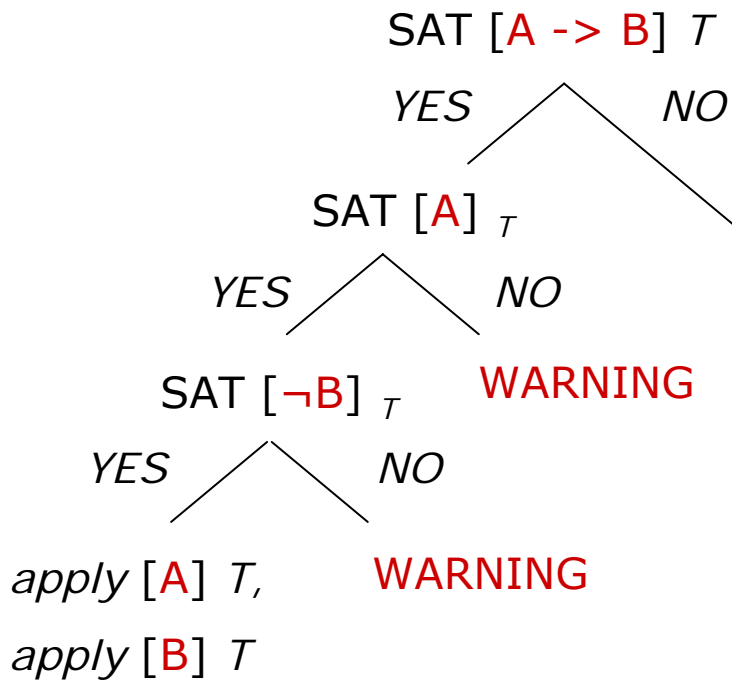 SAT [A -> B] T
YES NO
SAT [A] T
YES NO
SAT [¬B] T
WARNING
YES NO
apply [A] T, WARNING
apply [B] T